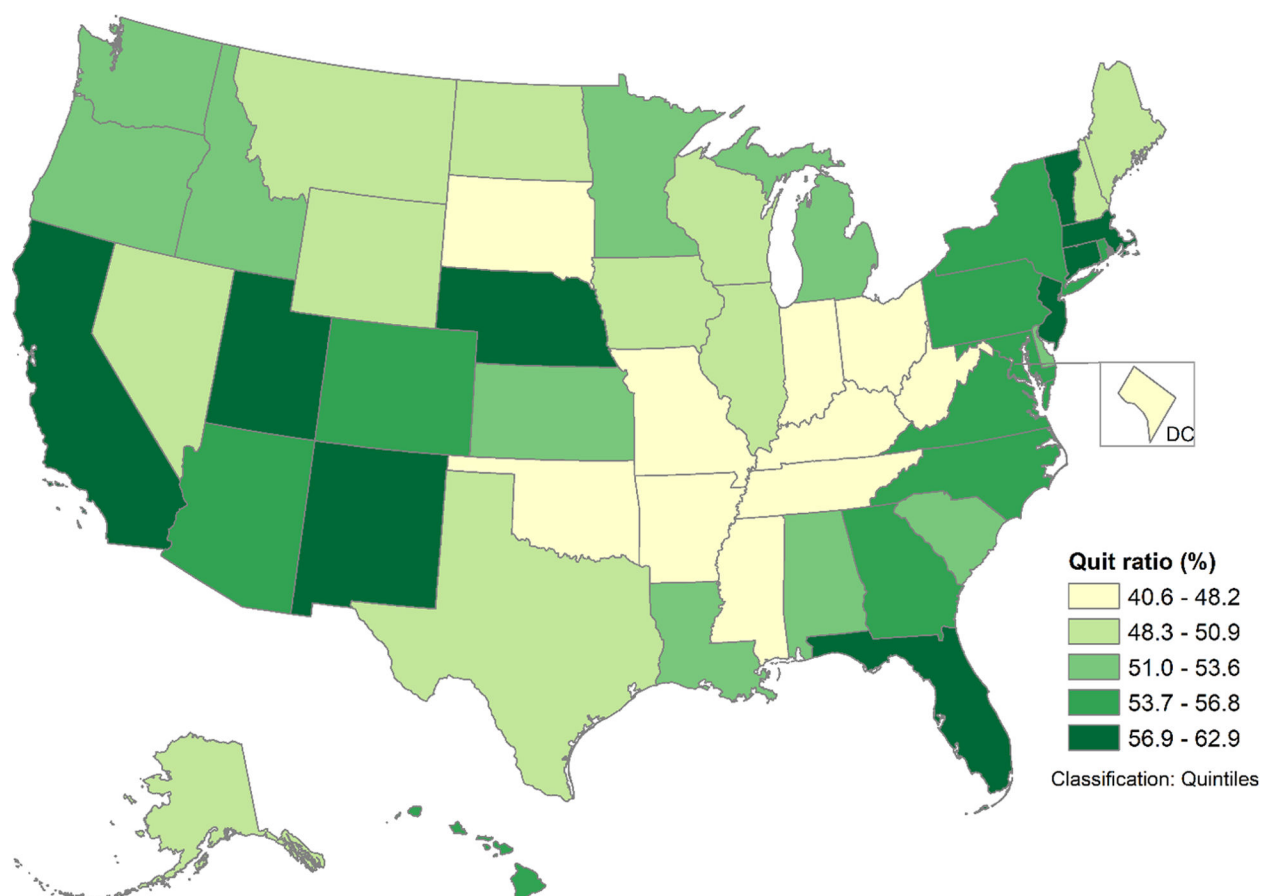 DC
Quit ratio (%)
40.6 - 48.2
48.3 - 50.9
51.0 - 53.6
53.7 - 56.8
56.9 - 62.9
Classification: Quintiles